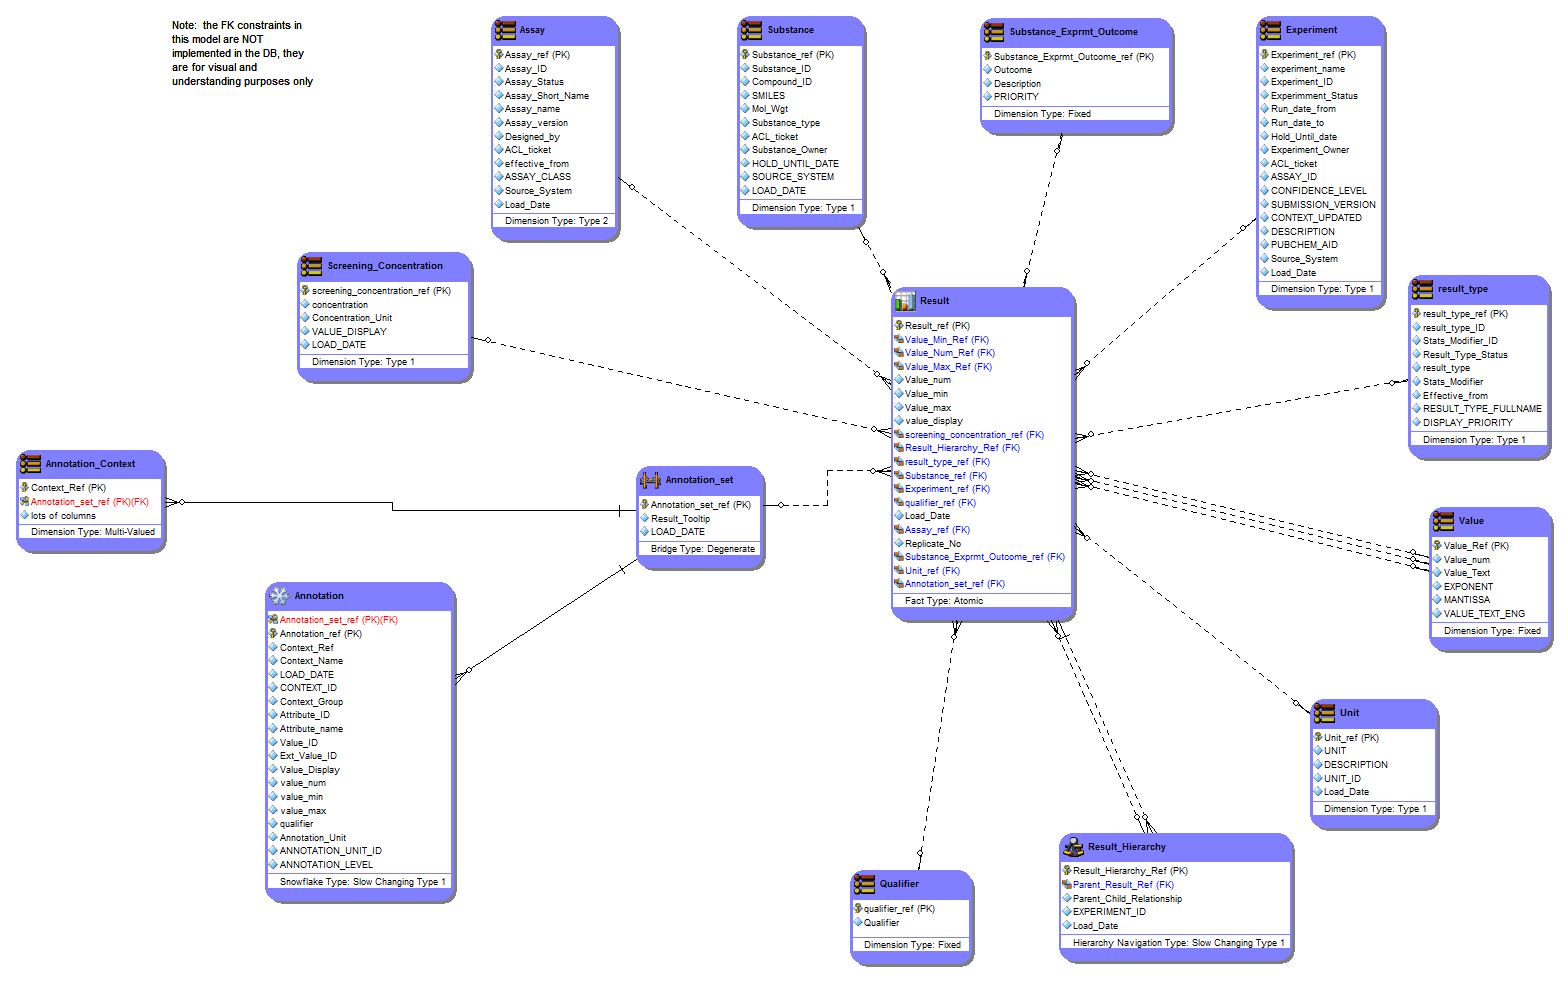 Note:  the FK constraints in
this model are NOT
implemented in the DB, they
are for visual and
understanding purposes only
Assay
Assay_ref (PK)
Assay_ID
Assay_Status
Assay_Short_Name
Assay_name
Assay_version
Designed_by
ACL_ticket
effective_from
ASSAY_CLASS
Source_System
Load_Date
Dimension Type: Type 2
Substance
Substance_ref (PK)
Substance_ID
Compound_ID
SMILES
Mol_Wgt
Substance_type
ACL_ticket
Substance_Owner
HOLD_UNTIL_DATE
SOURCE_SYSTEM
LOAD_DATE
Dimension Type: Type 1
Substance_Exprmt_Outcome
Substance_Exprmt_Outcome_ref (PK)
Outcome
Description
PRIORITY
Dimension Type: Fixed
Experiment
Experiment_ref (PK)
experiment_name
Experiment_ID
Experimment_Status
Run_date_from
Run_date_to
Hold_Until_date
Experiment_Owner
ACL_ticket
ASSAY_ID
CONFIDENCE_LEVEL
SUBMISSION_VERSION
CONTEXT_UPDATED
DESCRIPTION
PUBCHEM_AID
Source_System
Load_Date
Dimension Type: Type 1
Screening_Concentration
screening_concentration_ref (PK)
concentration
Concentration_Unit
VALUE_DISPLAY
LOAD_DATE
Dimension Type: Type 1
Result
Result_ref (PK)
Value_Min_Ref (FK)
Value_Num_Ref (FK)
Value_Max_Ref (FK)
Value_num
Value_min
Value_max
value_display
screening_concentration_ref (FK)
Result_Hierarchy_Ref (FK)
result_type_ref (FK)
Substance_ref (FK)
Experiment_ref (FK)
qualifier_ref (FK)
Load_Date
Assay_ref (FK)
Replicate_No
Substance_Exprmt_Outcome_ref (FK)
Unit_ref (FK)
Annotation_set_ref (FK)
Fact Type: Atomic
result_type
result_type_ref (PK)
result_type_ID
Stats_Modifier_ID
Result_Type_Status
result_type
Stats_Modifier
Effective_from
RESULT_TYPE_FULLNAME
DISPLAY_PRIORITY
Dimension Type: Type 1
Annotation_Context
Context_Ref (PK)
Annotation_set_ref (PK)(FK)
lots of columns
Dimension Type: Multi-Valued
Annotation_set
Annotation_set_ref (PK)
Result_Tooltip
LOAD_DATE
Bridge Type: Degenerate
Value
Value_Ref (PK)
Value_num
Value_Text
EXPONENT
MANTISSA
VALUE_TEXT_ENG
Dimension Type: Fixed
Annotation
Annotation_set_ref (PK)(FK)
Annotation_ref (PK)
Context_Ref
Context_Name
LOAD_DATE
CONTEXT_ID
Context_Group
Attribute_ID
Attribute_name
Value_ID
Ext_Value_ID
Value_Display
value_num
value_min
value_max
qualifier
Annotation_Unit
ANNOTATION_UNIT_ID
ANNOTATION_LEVEL
Snowflake Type: Slow Changing Type 1
Unit
Unit_ref (PK)
UNIT
DESCRIPTION
UNIT_ID
Load_Date
Dimension Type: Type 1
Qualifier
qualifier_ref (PK)
Qualifier
Dimension Type: Fixed
Result_Hierarchy
Result_Hierarchy_Ref (PK)
Parent_Result_Ref (FK)
Parent_Child_Relationship
EXPERIMENT_ID
Load_Date
Hierarchy Navigation Type: Slow Changing Type 1